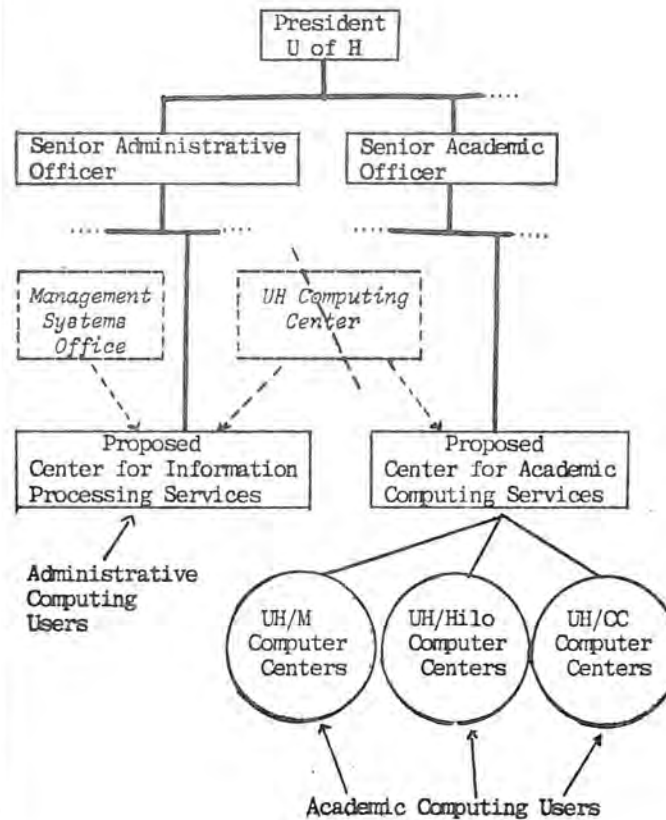 President
U of H
Senior Administrative
Officer
Senior Academic
Officer
Management
Systems
Office
UH Computing
Center
Proposed
Center for Information
Processing Services
Proposed
Center for Academic
Computing Services
Administrative
Computing
Users
UH/M
Computer
Centers
UH/Hilo
Computer
Centers
UH/CC
Computer
Centers
Academic Computing Users